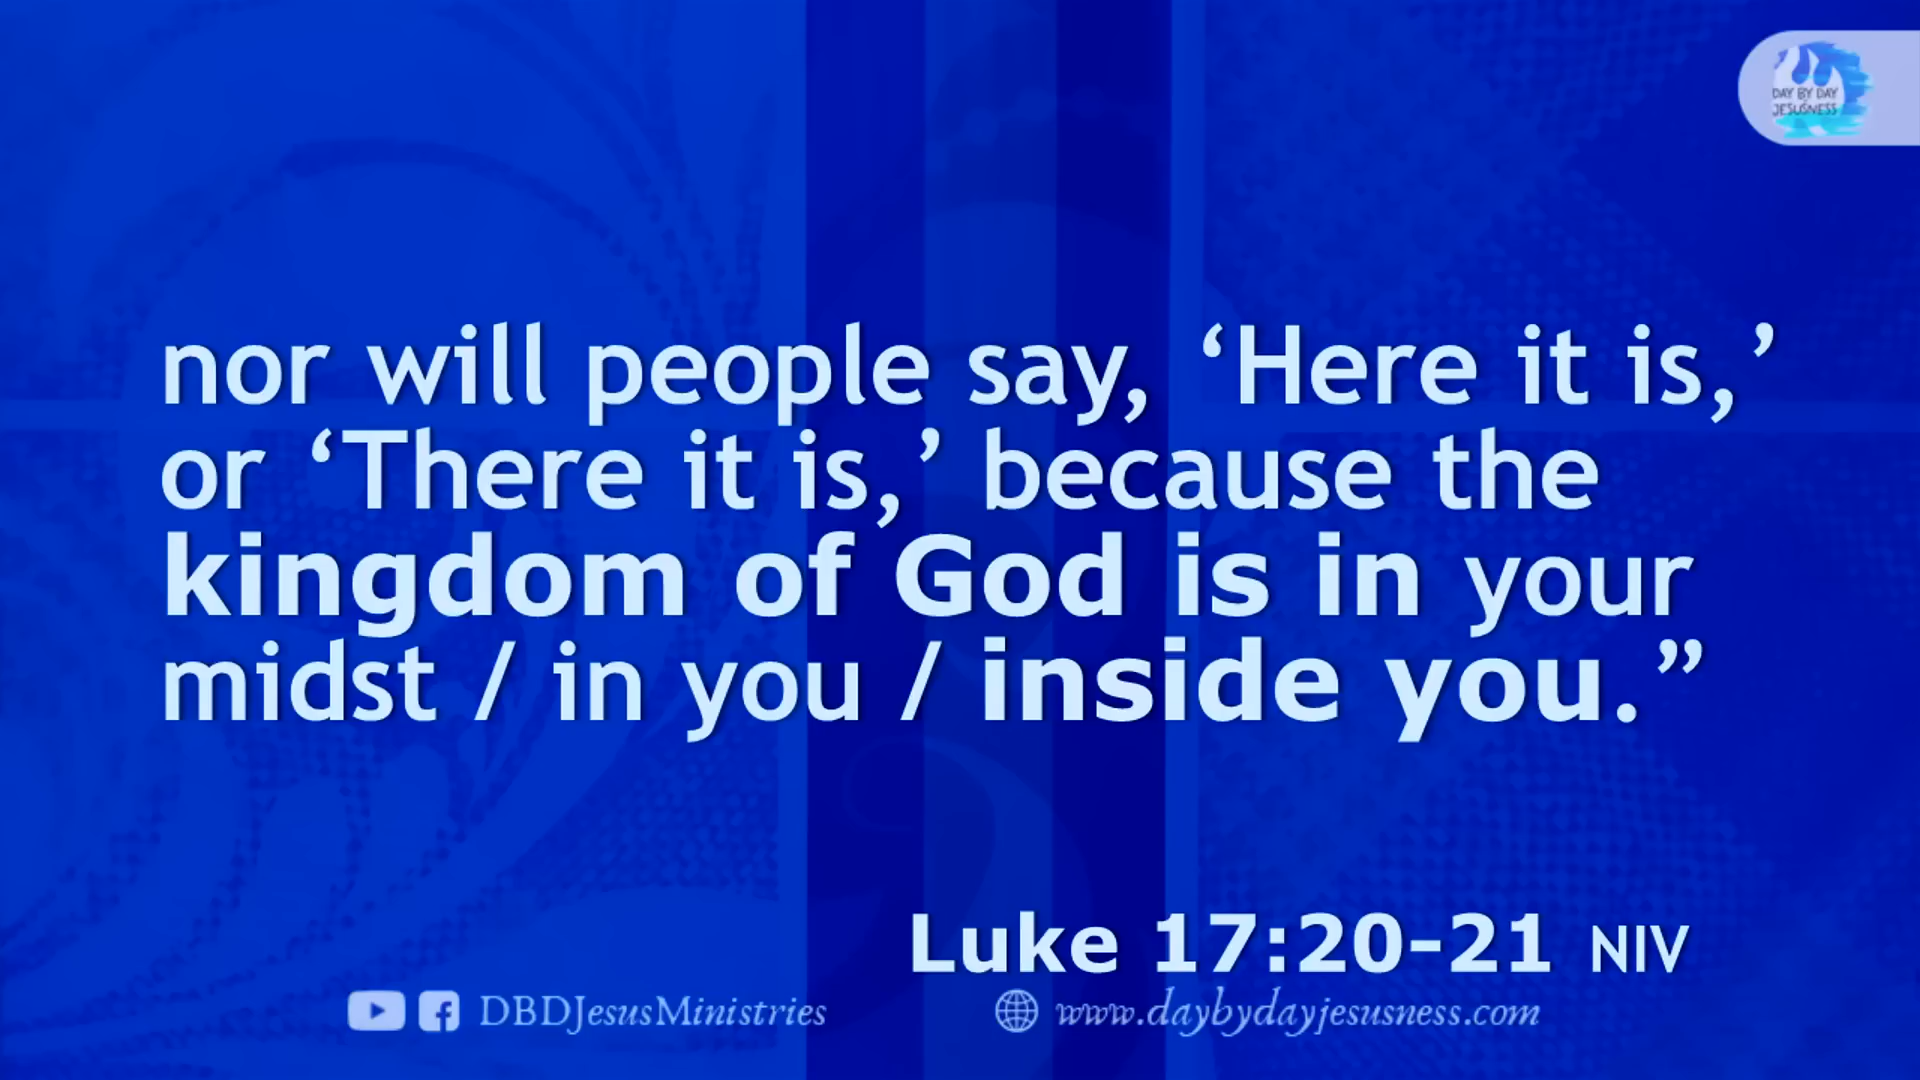 DAY BY DAY
JESUSNESS
nor will people say, ‘Here it is,’
or ‘There it is,’ because the
kingdom of God is in your
midst / in you / inside you.”
Luke 17:20-21 NIV
DBDJesusMinistries
www.daybydayjesusness.com